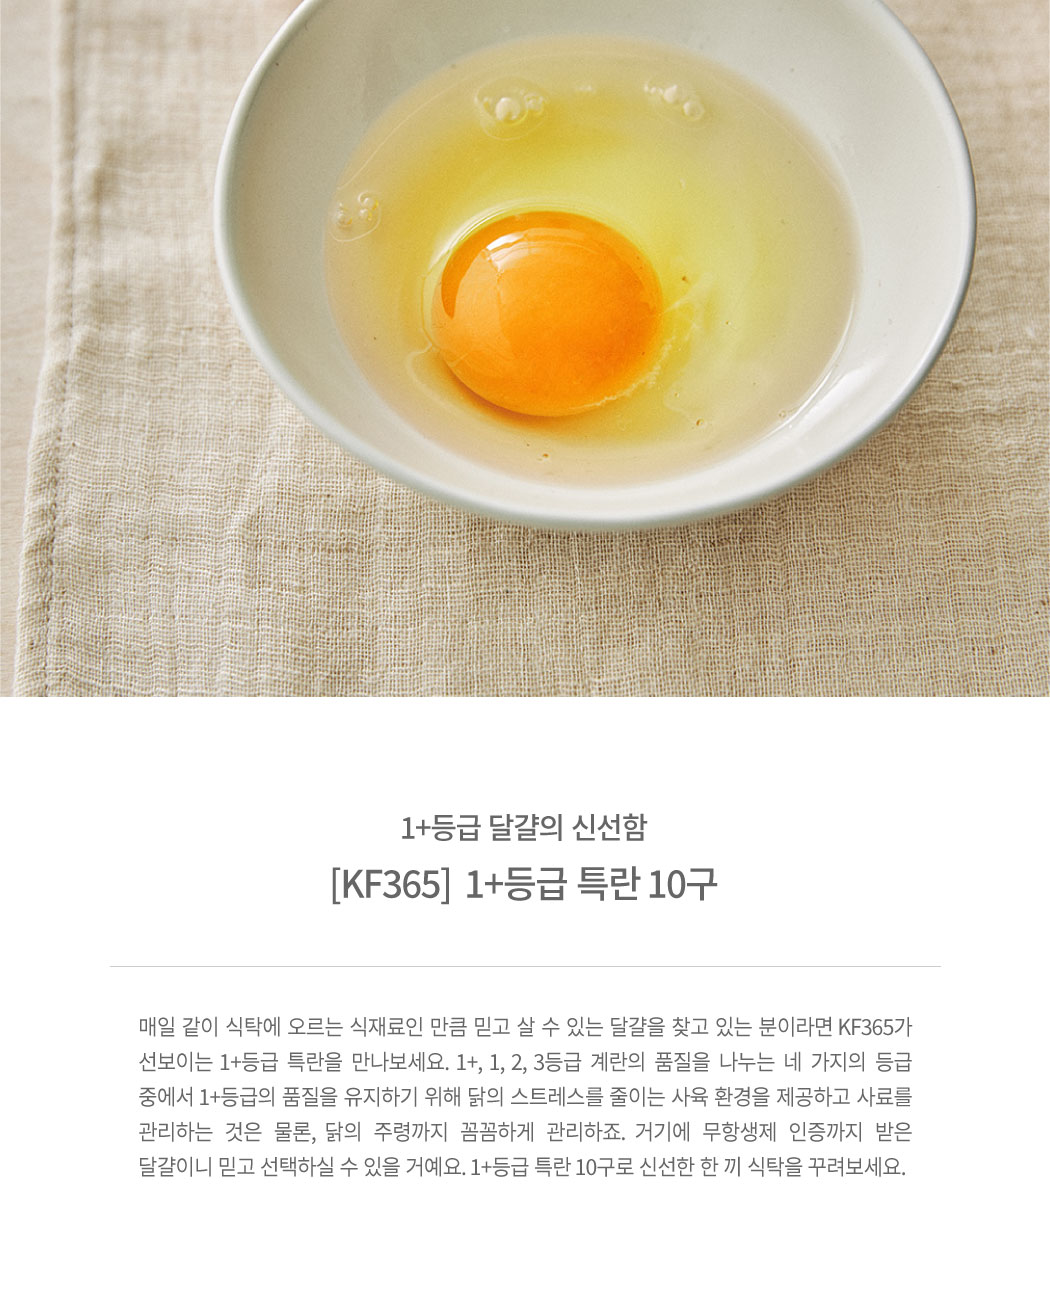 1+등급 달걀의 신선함
[KF365] 1+등급 특란 10구
매일 같이 식탁에 오르는 식재료인 만큼 믿고 살 수 있는 달걀을 찾고 있는 분이라면 KF365가
선보이는 1+등급 특란을 만나보세요. 1+, 1, 2, 3등급 계란의 품질을 나누는 네 가지의 등급
중에서 1+등급의 품질을 유지하기 위해 닭의 스트레스를 줄이는 사육 환경을 제공하고 사료를
관리하는 것은 물론, 닭의 주령까지 꼼꼼하게 관리하죠. 거기에 무항생제 인증까지 받은
달걀이니 믿고 선택하실 수 있을 거예요. 1+등급 특란 10구로 신선한 한 끼 식탁을 꾸려보세요.